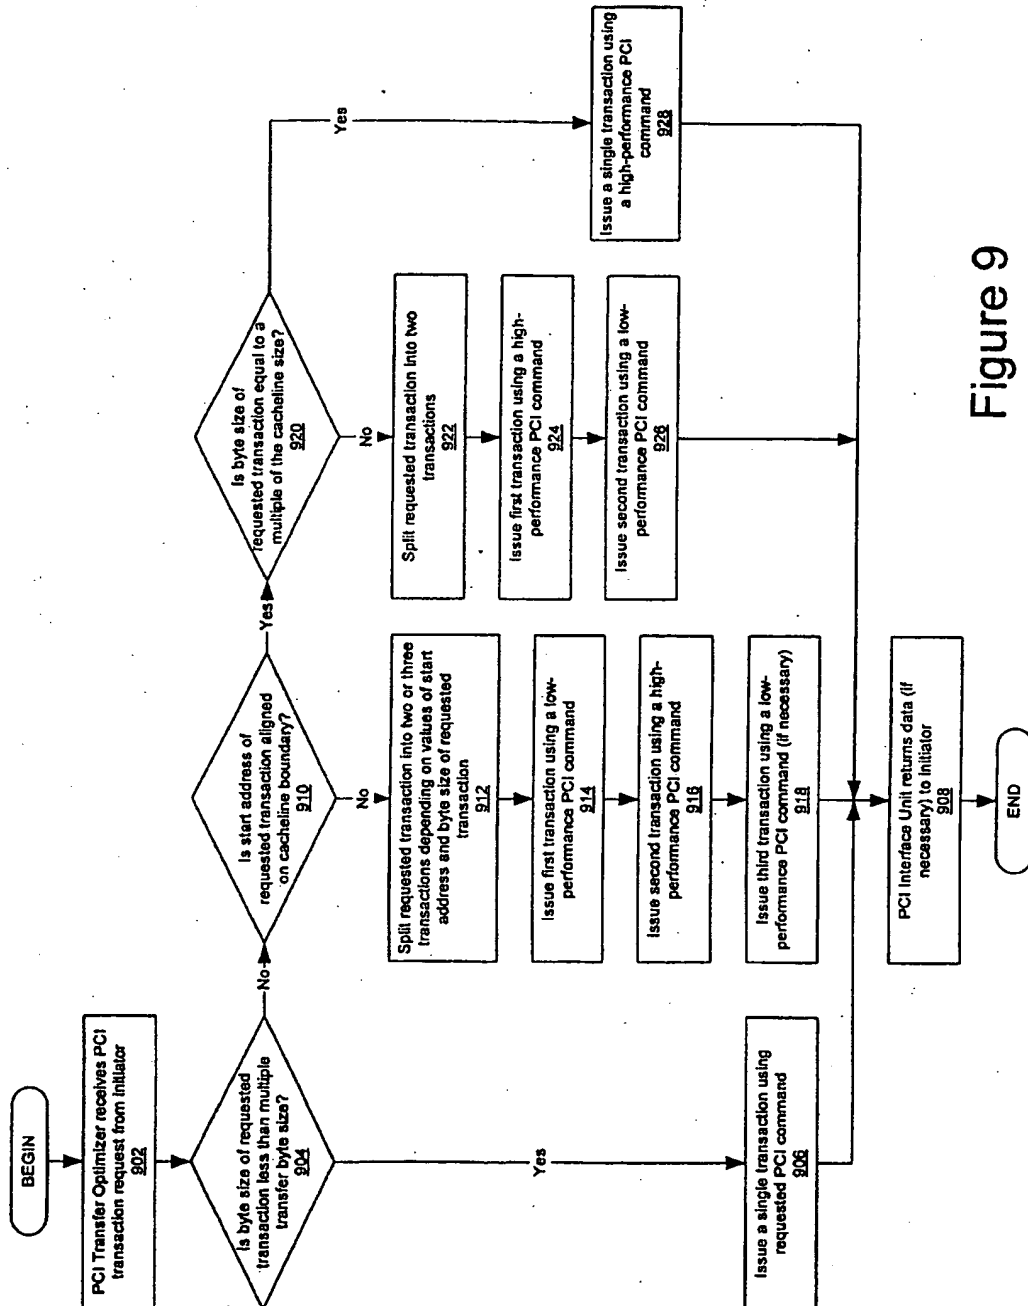 BEGIN
PCI Transfer Optimizer receives PCI
transaction request from Initiator
902
Is byte size of requested
transaction less than multiple
transfer byte size?
904
No
Yes
Issue a single transaction using
requested PCI command
906
Is start address of
requested transaction aligned
on cacheline boundary?
910
Yes
No
Split requested transaction into two or three
transactions depending on values of start
address and byte size of requested
transaction
912
Issue first transaction using a low-
performance PCI command
914
Issue second transaction using a high-
performance PCI command
916
Issue third transaction using a low-
performance PCI command (if necessary)
918
Is byte size of
requested transaction equal to a
multiple of the cacheline size?
920
Yes
No
Split requested transaction into two
transactions
922
Issue first transaction using a high-
performance PCI command
924
Issue second transaction using a low-
performance PCI command
926
Issue a single transaction using
a high-performance PCI
command
928
PCI Interface Unit returns data (if
necessary) to Initiator
908
END
Figure 9